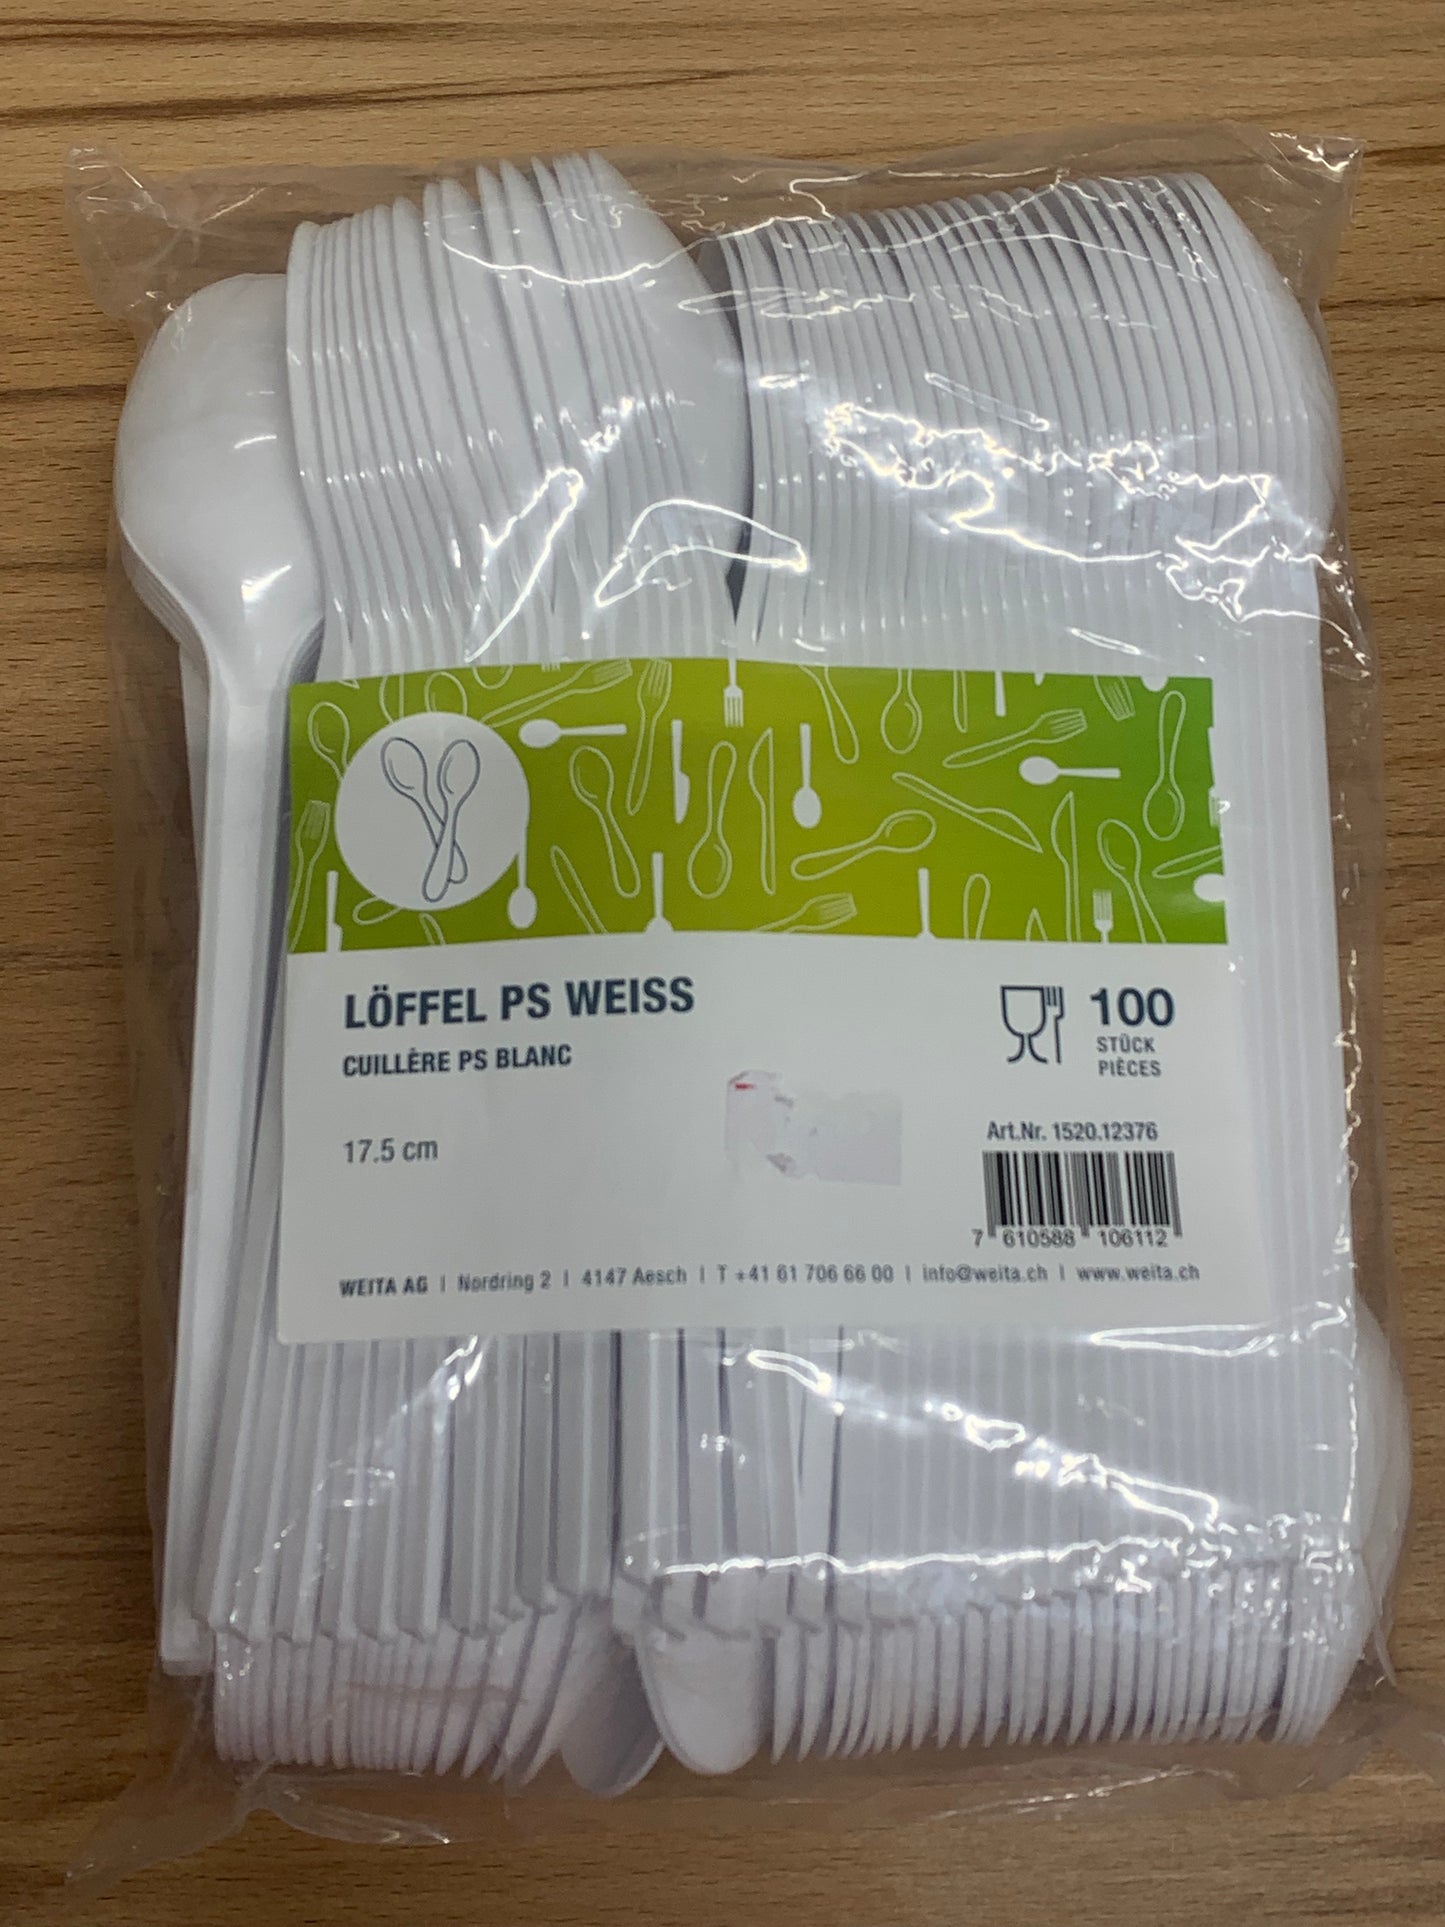 LÖFFEL PS WEISS
CUILLÈRE PS BLANC
17.5 cm
100
STÜCK
PIÈCES
Art.Nr. 1520.12376
7 610588 106112
WEITA AG | Nordring 2 | 4147 Aesch | T +41 61 706 66 00 | info@weita.ch | www.weita.ch